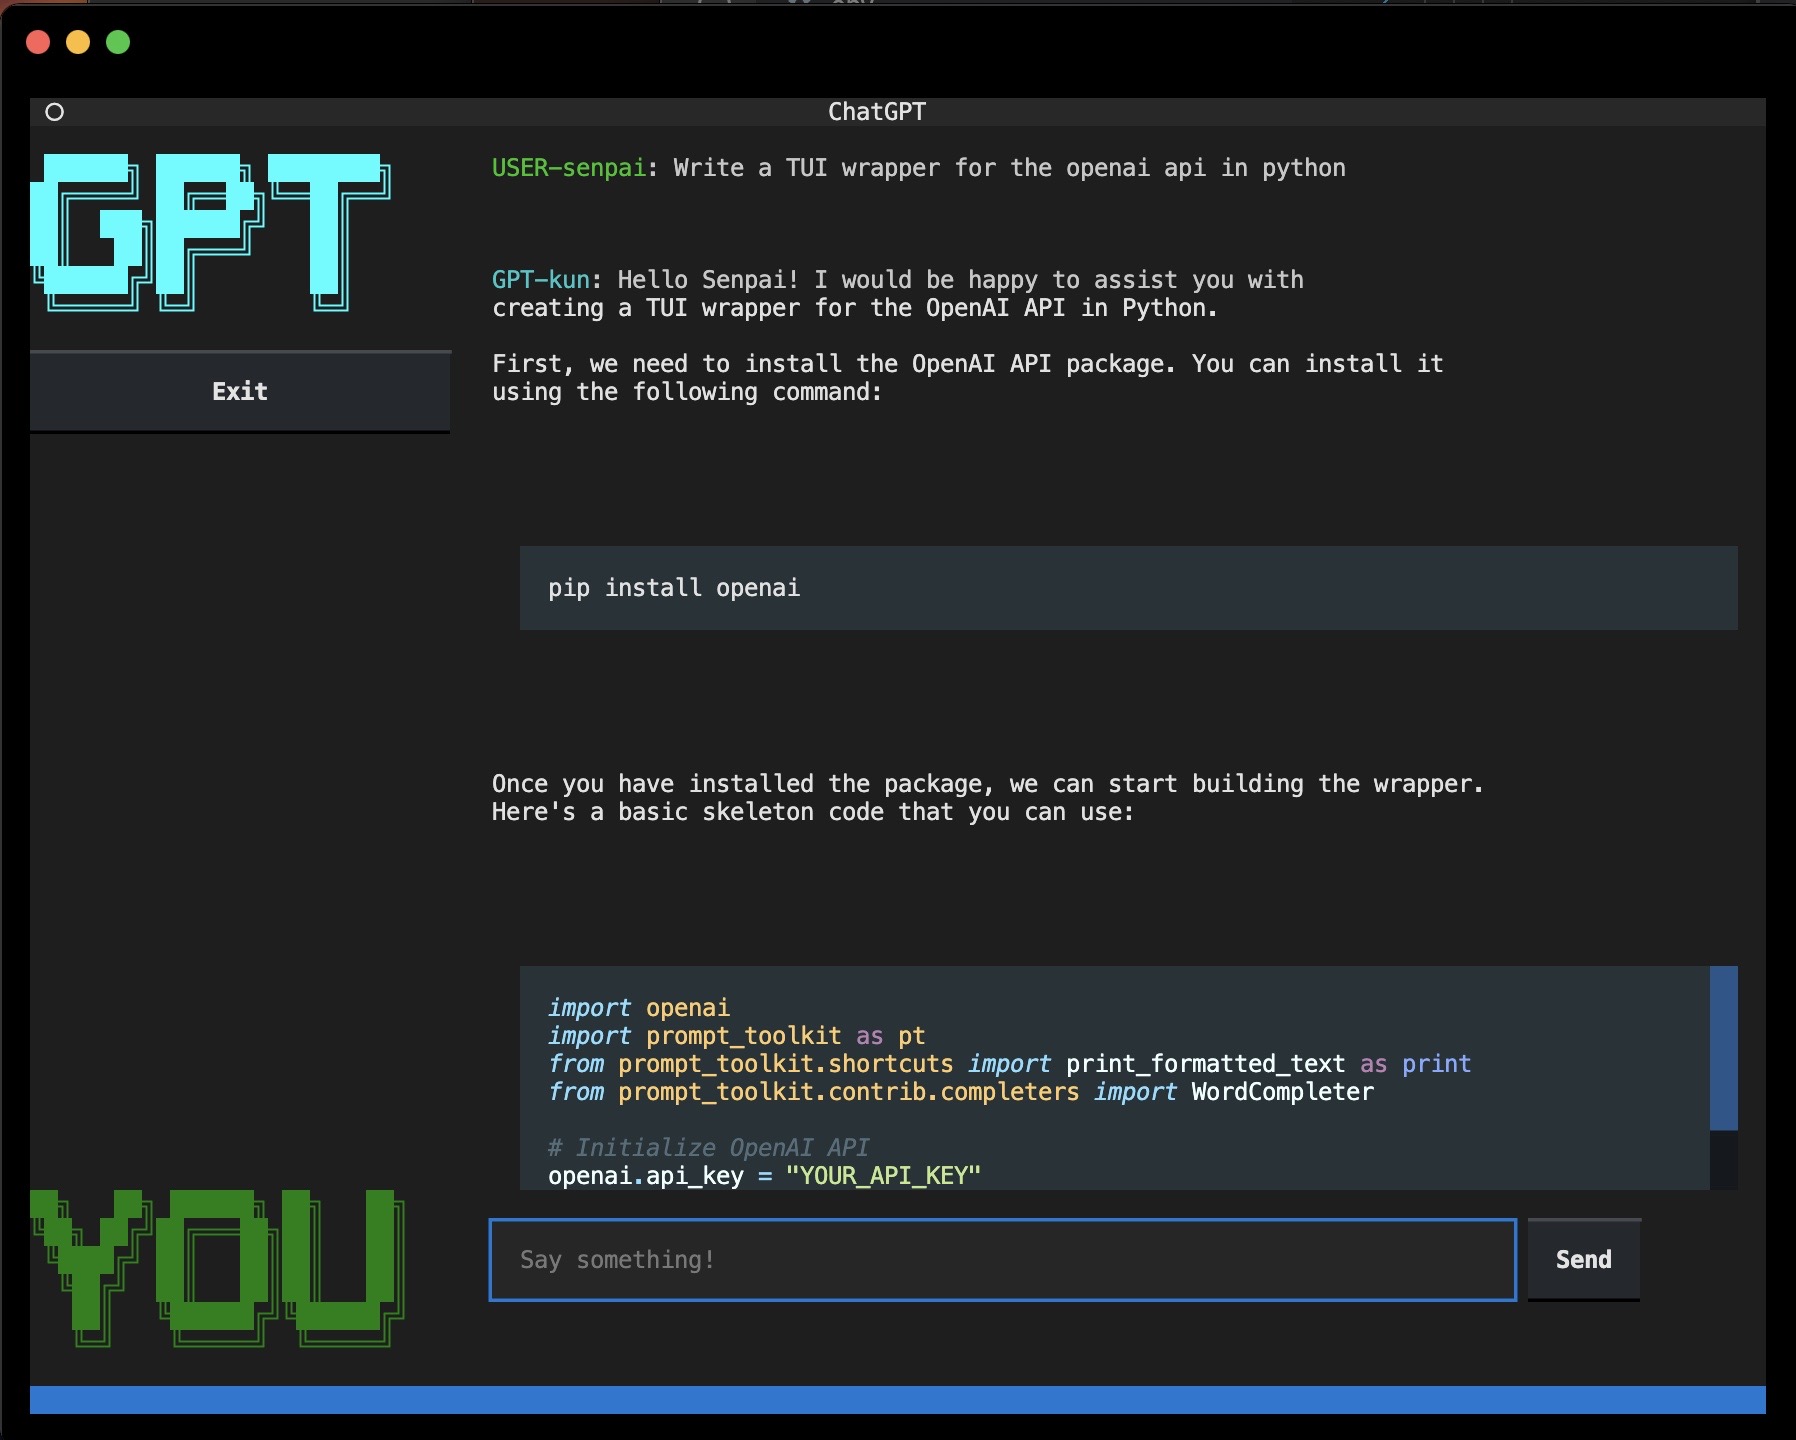 ChatGPT
GPT
USER-senpai: Write a TUI wrapper for the openai api in python
GPT-kun: Hello Senpai! I would be happy to assist you with
creating a TUI wrapper for the OpenAI API in Python.
First, we need to install the OpenAI API package. You can install it
using the following command:
Exit
pip install openai
Once you have installed the package, we can start building the wrapper.
Here's a basic skeleton code that you can use:
import openai
import prompt_toolkit as pt
from prompt_toolkit.shortcuts import print_formatted_text as print
from prompt_toolkit.contrib.completers import WordCompleter
# Initialize OpenAI API
openai.api_key = "YOUR_API_KEY"
YOU
Say something!
Send